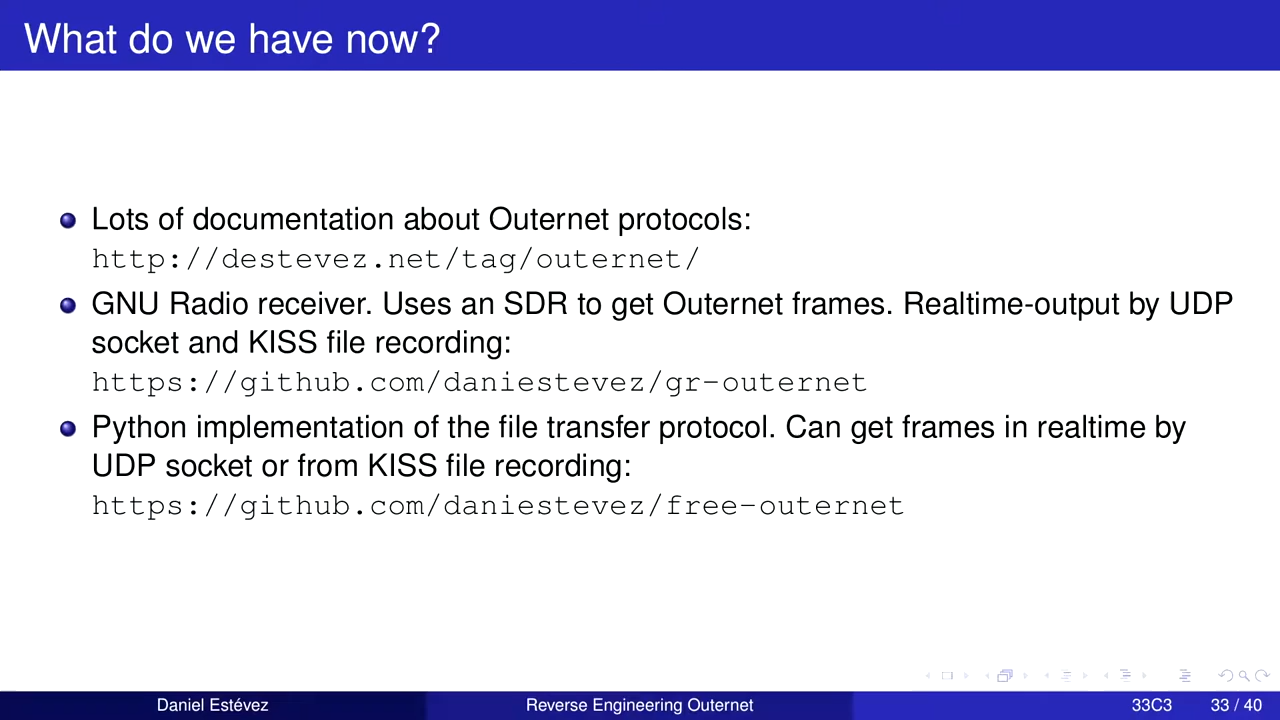 What do we have now?
Lots of documentation about Outernet protocols:
http://destevez.net/tag/outernet/
GNU Radio receiver. Uses an SDR to get Outernet frames. Realtime-output by UDP
socket and KISS file recording:
https://github.com/daniestevez/gr-outernet
Python implementation of the file transfer protocol. Can get frames in realtime by
UDP socket or from KISS file recording:
https://github.com/daniestevez/free-outernet
Daniel Estévez Reverse Engineering Outernet 33C3 33 / 40